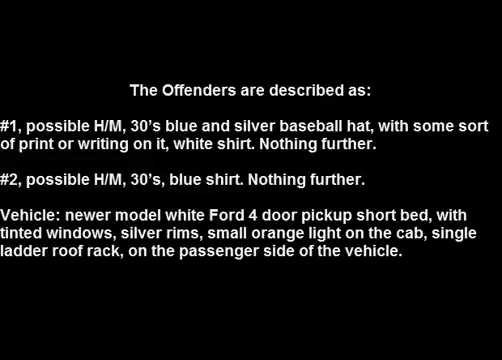 The Offenders are described as:
#1, possible H/M, 30’s blue and silver baseball hat, with some sort
of print or writing on it, white shirt. Nothing further.
#2, possible H/M, 30’s, blue shirt. Nothing further.
Vehicle: newer model white Ford 4 door pickup short bed, with
tinted windows, silver rims, small orange light on the cab, single
ladder roof rack, on the passenger side of the vehicle.